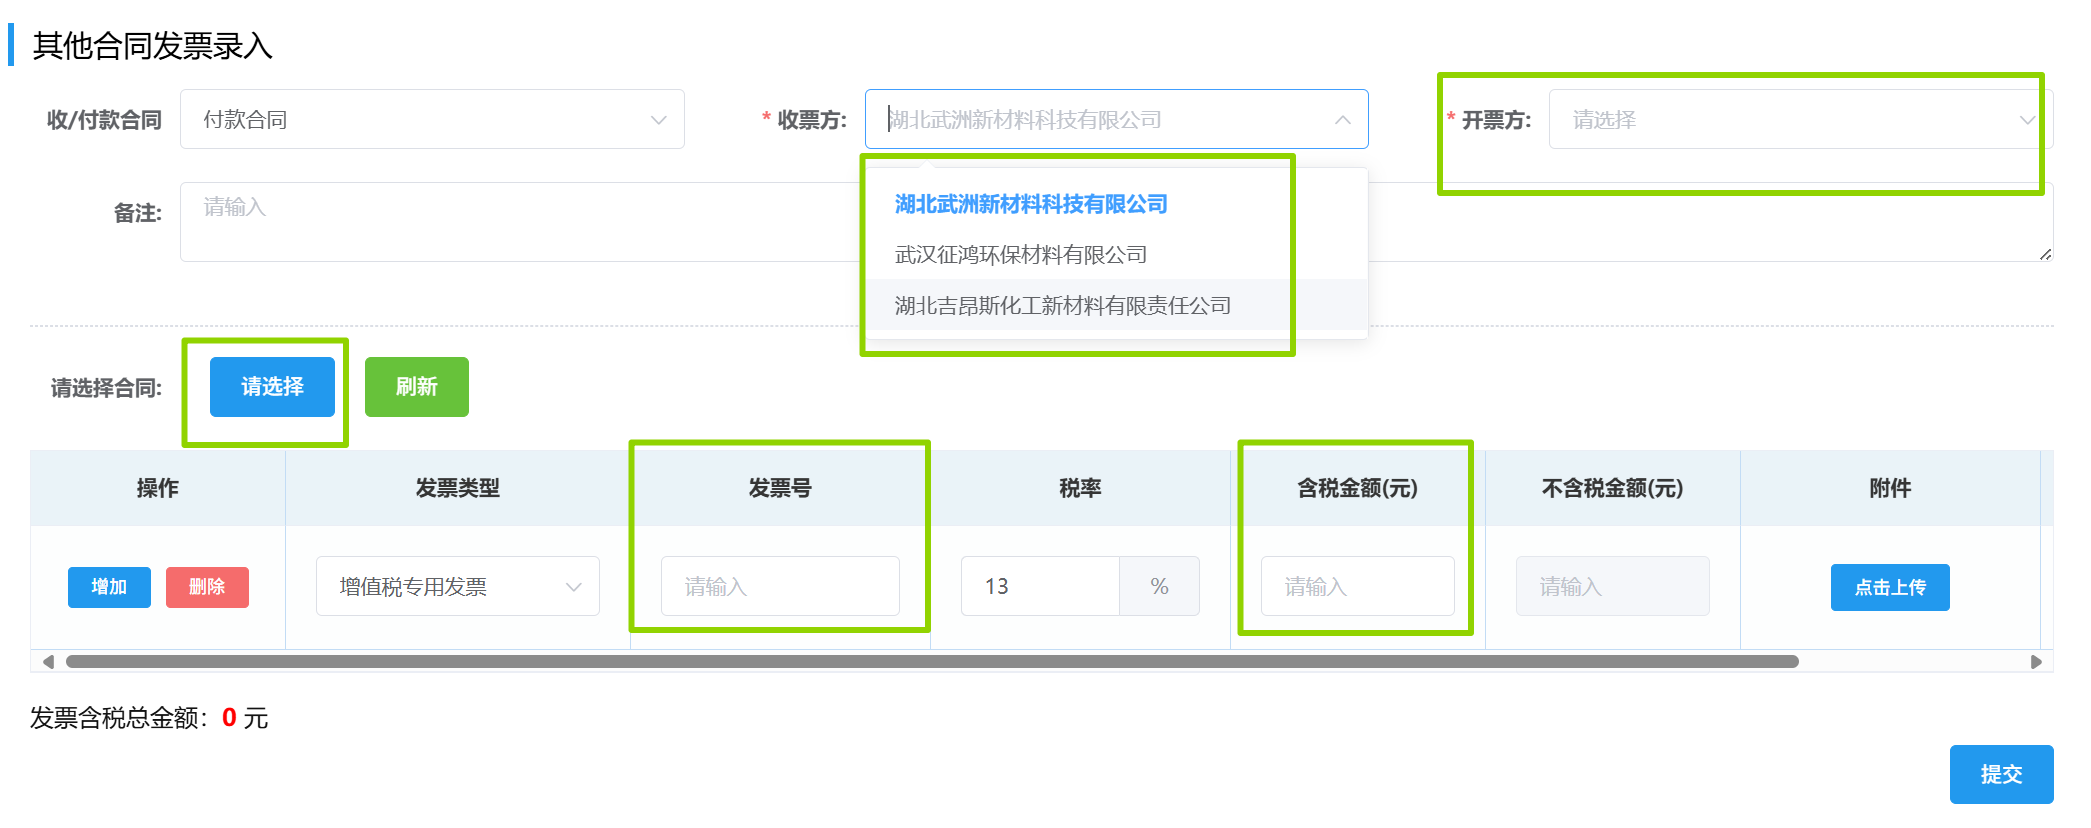 其他合同发票录入
收/付款合同 付款合同 * 收票方: 湖北武洲新材料科技有限公司 * 开票方: 请选择
备注: 请输入
湖北武洲新材料科技有限公司
武汉征鸿环保材料有限公司
湖北吉昂斯化工新材料有限责任公司
请选择合同: 请选择 刷新
操作 发票类型 发票号 税率 含税金额(元) 不含税金额(元) 附件
增加 删除 增值税专用发票 请输入 13 % 请输入 请输入 点击上传
发票含税总金额：0 元
提交